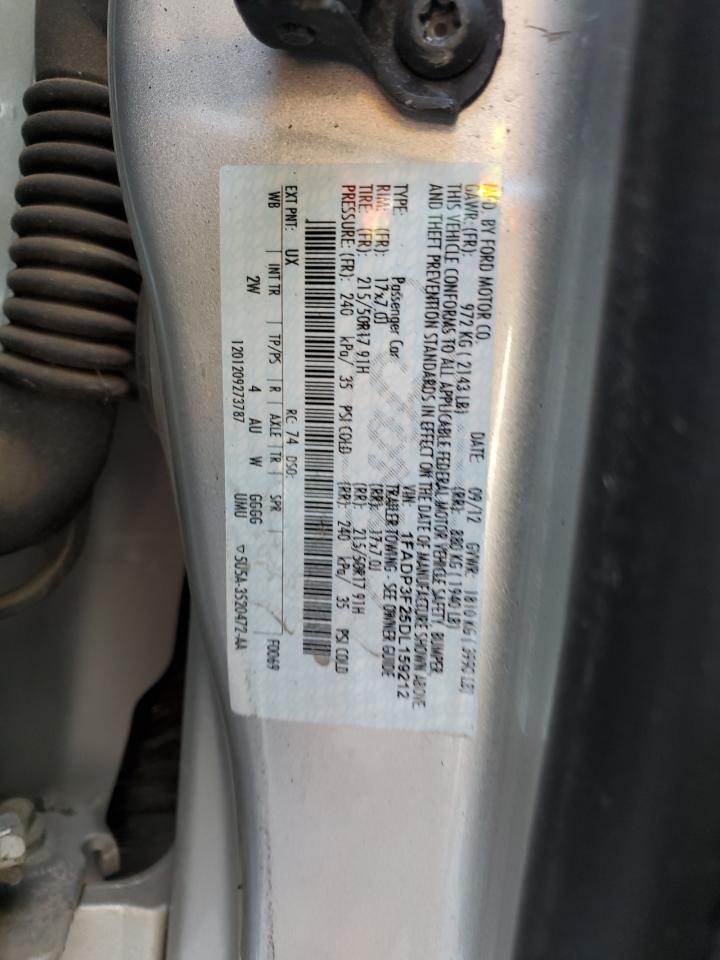 MFD. BY FORD MOTOR CO. DATE: 09/12 GVWR: 1810 KG ( 3990 LB)
GAWR: (FR): 972 KG ( 2143 LB) (RR): 880 KG ( 1940 LB)
THIS VEHICLE CONFORMS TO ALL APPLICABLE FEDERAL MOTOR VEHICLE SAFETY, BUMPER
AND THEFT PREVENTION STANDARDS IN EFFECT ON THE DATE OF MANUFACTURE SHOWN ABOVE
VIN: 1FADP3F25DL159212
TYPE: Passenger Car TRAILER TOWING - SEE OWNER GUIDE
RIM: (FR): 17x7.0J (RR): 17x7.0J
TIRE: (FR): 215/50R17 91H (RR): 215/50R17 91H
PRESSURE: (FR): 240 kPa/ 35 PSI COLD (RR): 240 kPa/ 35 PSI COLD
EXT PNT: UX RC: 74 DSO: F0069
WB INT TR TP/PS R AXLE TR SPR
2W 4 AU W GGGG
1201209273787 UMU 5U5A-3520472-AA